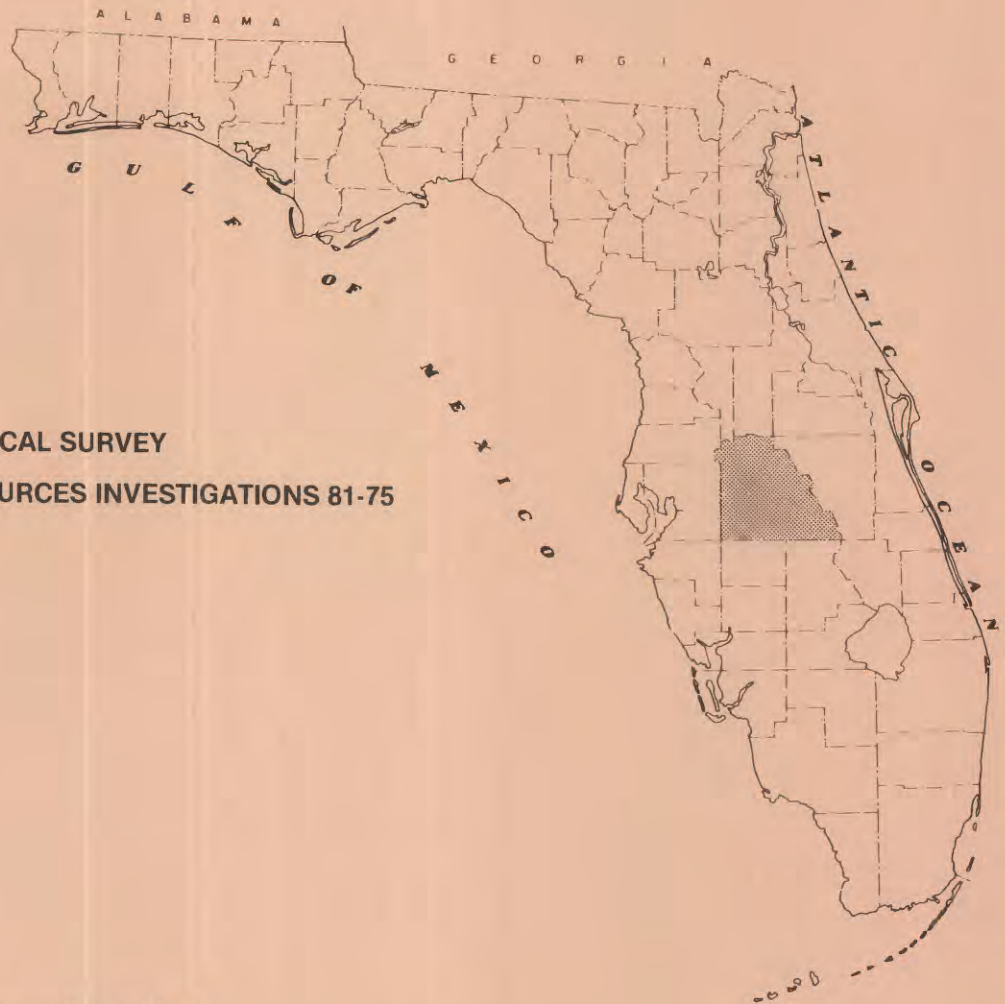 ALABAMA
GEORGIA
GULF OF MEXICO
ATLANTIC OCEAN
CAL SURVEY
URCES INVESTIGATIONS 81-75